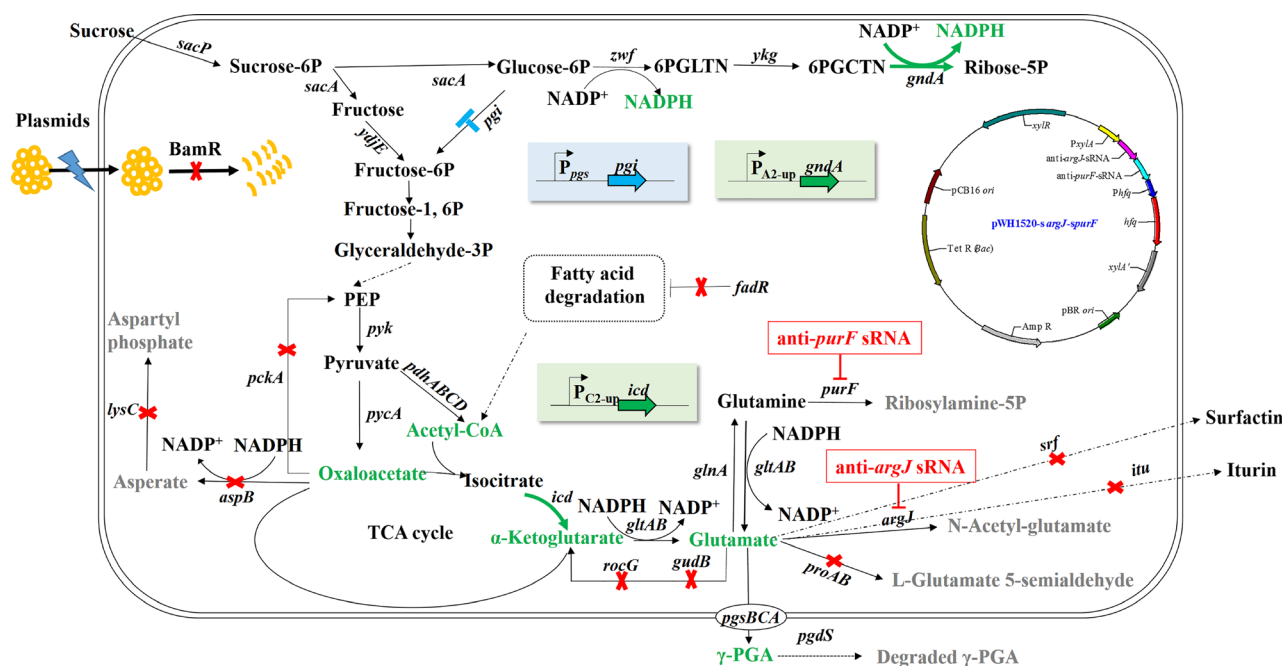 Sucrose
sacP
Sucrose-6P
sacA
sacA
Glucose-6P
zwf
6PGLTN
ykg
6PGCTN
gndA
Ribose-5P
NADP+
NADPH
NADP+
NADPH
Fructose
ydjE
pgi
Plasmids
BamR
Fructose-6P
Fructose-1, 6P
Glyceraldehyde-3P
Ppgs
pgi
PA2-up
gndA
xylR
PxylA
anti-argJ-sRNA
anti-purF-sRNA
Phfq
hfq
xylA'
pBR ori
Amp R
Tet R (Bac)
pCB16 ori
pWH1520-sargJ-spurF
PEP
Fatty acid
degradation
fadR
Aspartyl
phosphate
pckA
pyk
Pyruvate
pdhABCD
pycA
Acetyl-CoA
PC2-up
icd
anti-purF sRNA
purF
Glutamine
Ribosylamine-5P
lysC
NADP+
NADPH
Asperate
aspB
Oxaloacetate
Isocitrate
icd
TCA cycle
α-Ketoglutarate
NADPH
NADP+
gltAB
Glutamate
rocG
gudB
glnA
NADPH
gltAB
NADP+
anti-argJ sRNA
argJ
srf
Surfactin
itu
Iturin
N-Acetyl-glutamate
proAB
L-Glutamate 5-semialdehyde
pgsBCA
pgdS
γ-PGA
Degraded γ-PGA